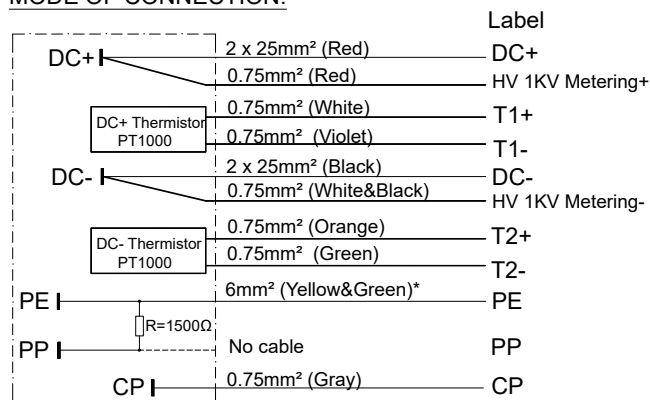 MODE OF CONNECTION:
Label
DC+ 2 x 25mm² (Red) DC+
0.75mm² (Red) HV 1KV Metering+
DC+ Thermistor
PT1000
0.75mm² (White) T1+
0.75mm² (Violet) T1-
DC- 2 x 25mm² (Black) DC-
0.75mm² (White&Black) HV 1KV Metering-
DC- Thermistor
PT1000
0.75mm² (Orange) T2+
0.75mm² (Green) T2-
PE 6mm² (Yellow&Green)* PE
R=1500Ω
PP No cable PP
CP 0.75mm² (Gray) CP